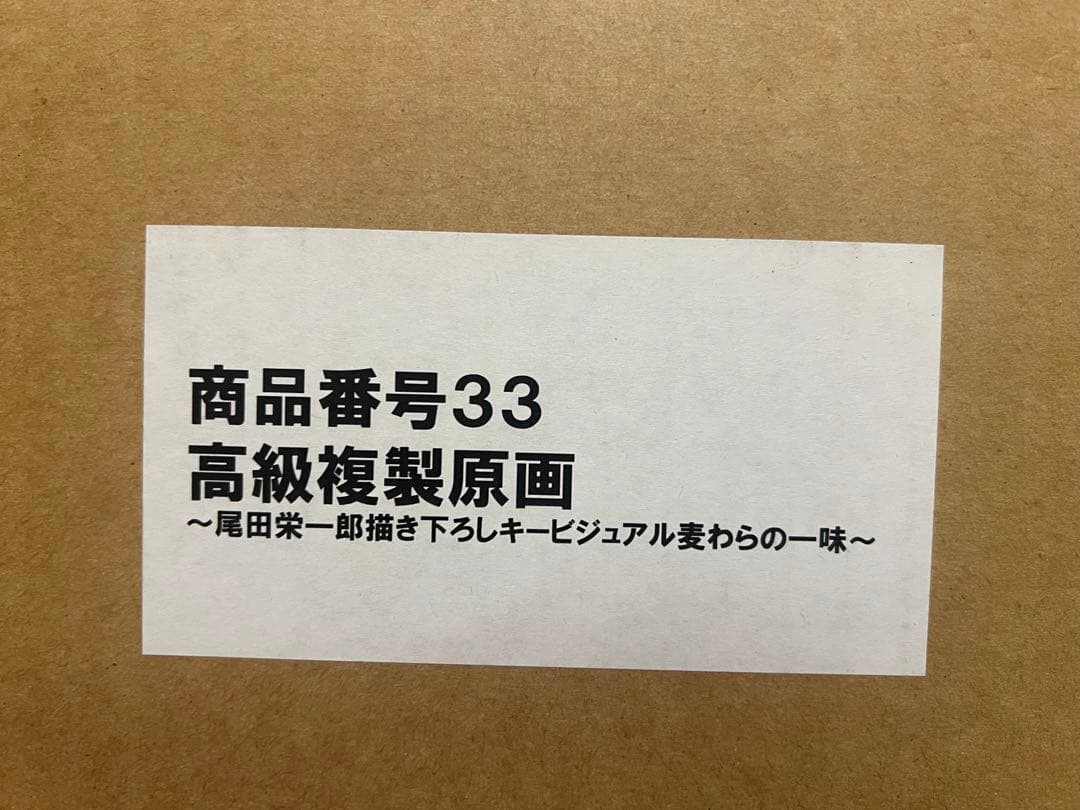 商品番号33
高級複製原画
～尾田栄一郎描き下ろしキービジュアル麦わらの一味～